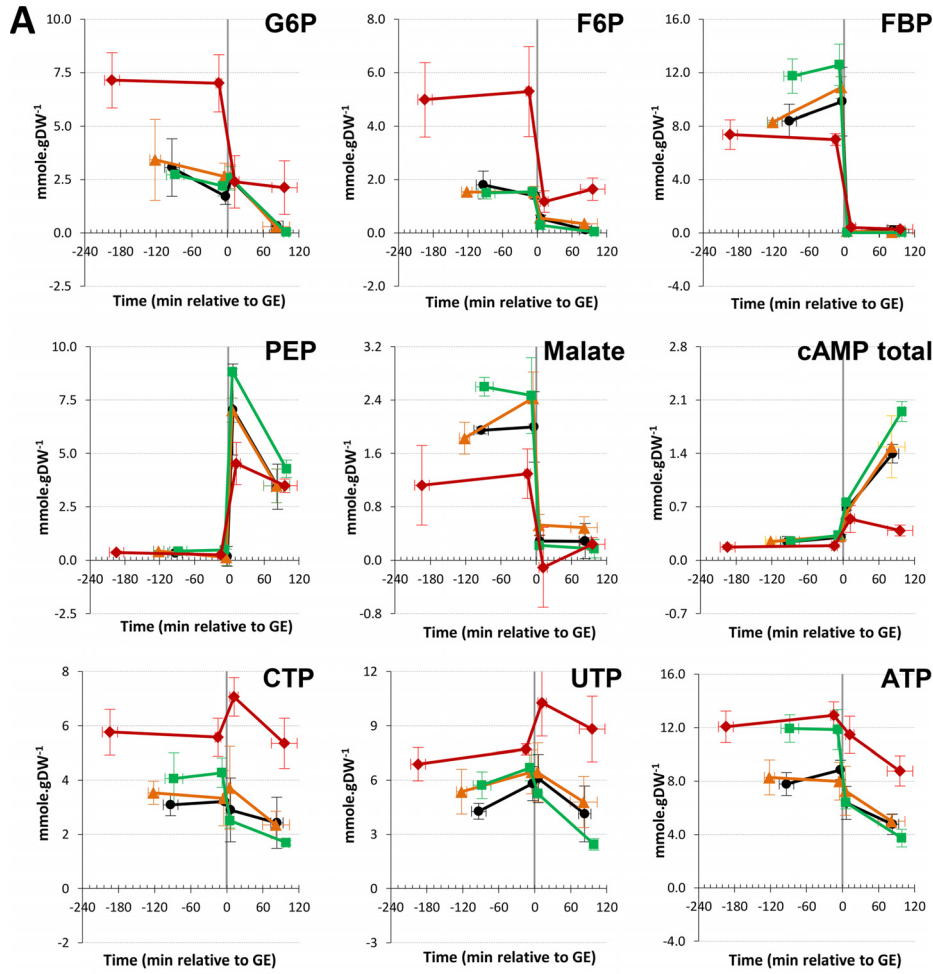 A
G6P
mmole.gDW-1
10.0
7.5
5.0
2.5
0.0
-2.5
-240 -180 -120 -60 0 60 120
Time (min relative to GE)
F6P
mmole.gDW-1
8.0
6.0
4.0
2.0
0.0
-2.0
-240 -180 -120 -60 0 60 120
Time (min relative to GE)
FBP
mmole.gDW-1
16.0
12.0
8.0
4.0
0.0
-4.0
-240 -180 -120 -60 0 60 120
Time (min relative to GE)
PEP
mmole.gDW-1
10.0
7.5
5.0
2.5
0.0
-2.5
-240 -180 -120 -60 0 60 120
Time (min relative to GE)
Malate
mmole.gDW-1
3.2
2.4
1.6
0.8
0.0
-0.8
-240 -180 -120 -60 0 60 120
Time (min relative to GE)
cAMP total
mmole.gDW-1
2.8
2.1
1.4
0.7
0.0
-0.7
-240 -180 -120 -60 0 60 120
Time (min relative to GE)
CTP
mmole.gDW-1
8
6
4
2
0
-2
-240 -180 -120 -60 0 60 120
Time (min relative to GE)
UTP
mmole.gDW-1
12
9
6
3
0
-3
-240 -180 -120 -60 0 60 120
Time (min relative to GE)
ATP
mmole.gDW-1
16.0
12.0
8.0
4.0
0.0
-4.0
-240 -180 -120 -60 0 60 120
Time (min relative to GE)